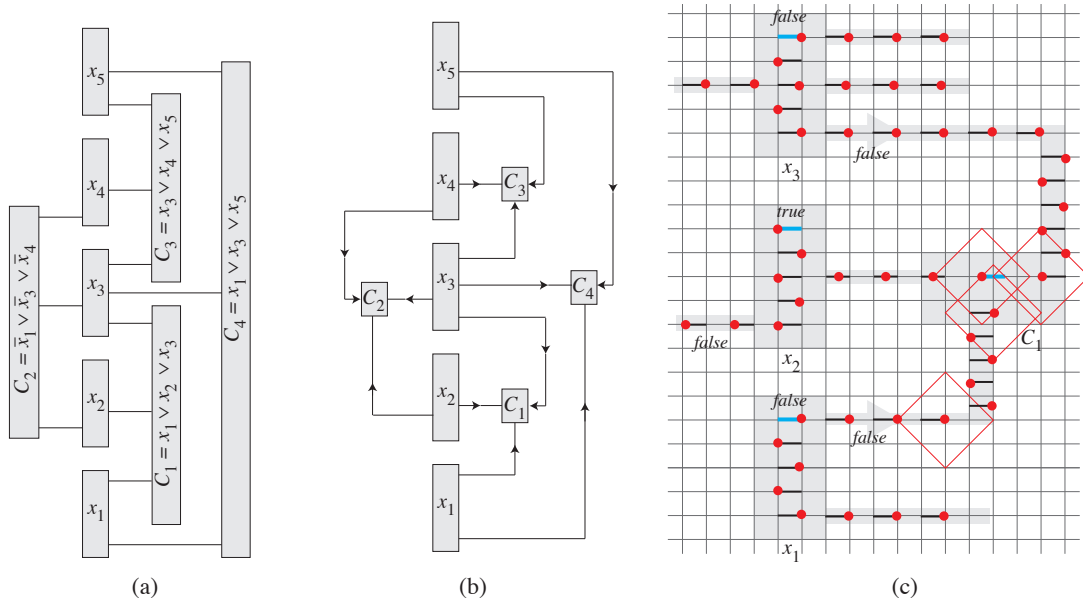 x5
x4
x3
x2
x1
C2 = x̄1 ∨ x̄3 ∨ x̄4
C3 = x3 ∨ x4 ∨ x5
C1 = x1 ∨ x2 ∨ x3
C4 = x1 ∨ x3 ∨ x5
(a)
x5
x4
C3
x3
C2
C4
x2
C1
x1
(b)
false
false
x3
true
false
x2
C1
false
false
x1
(c)